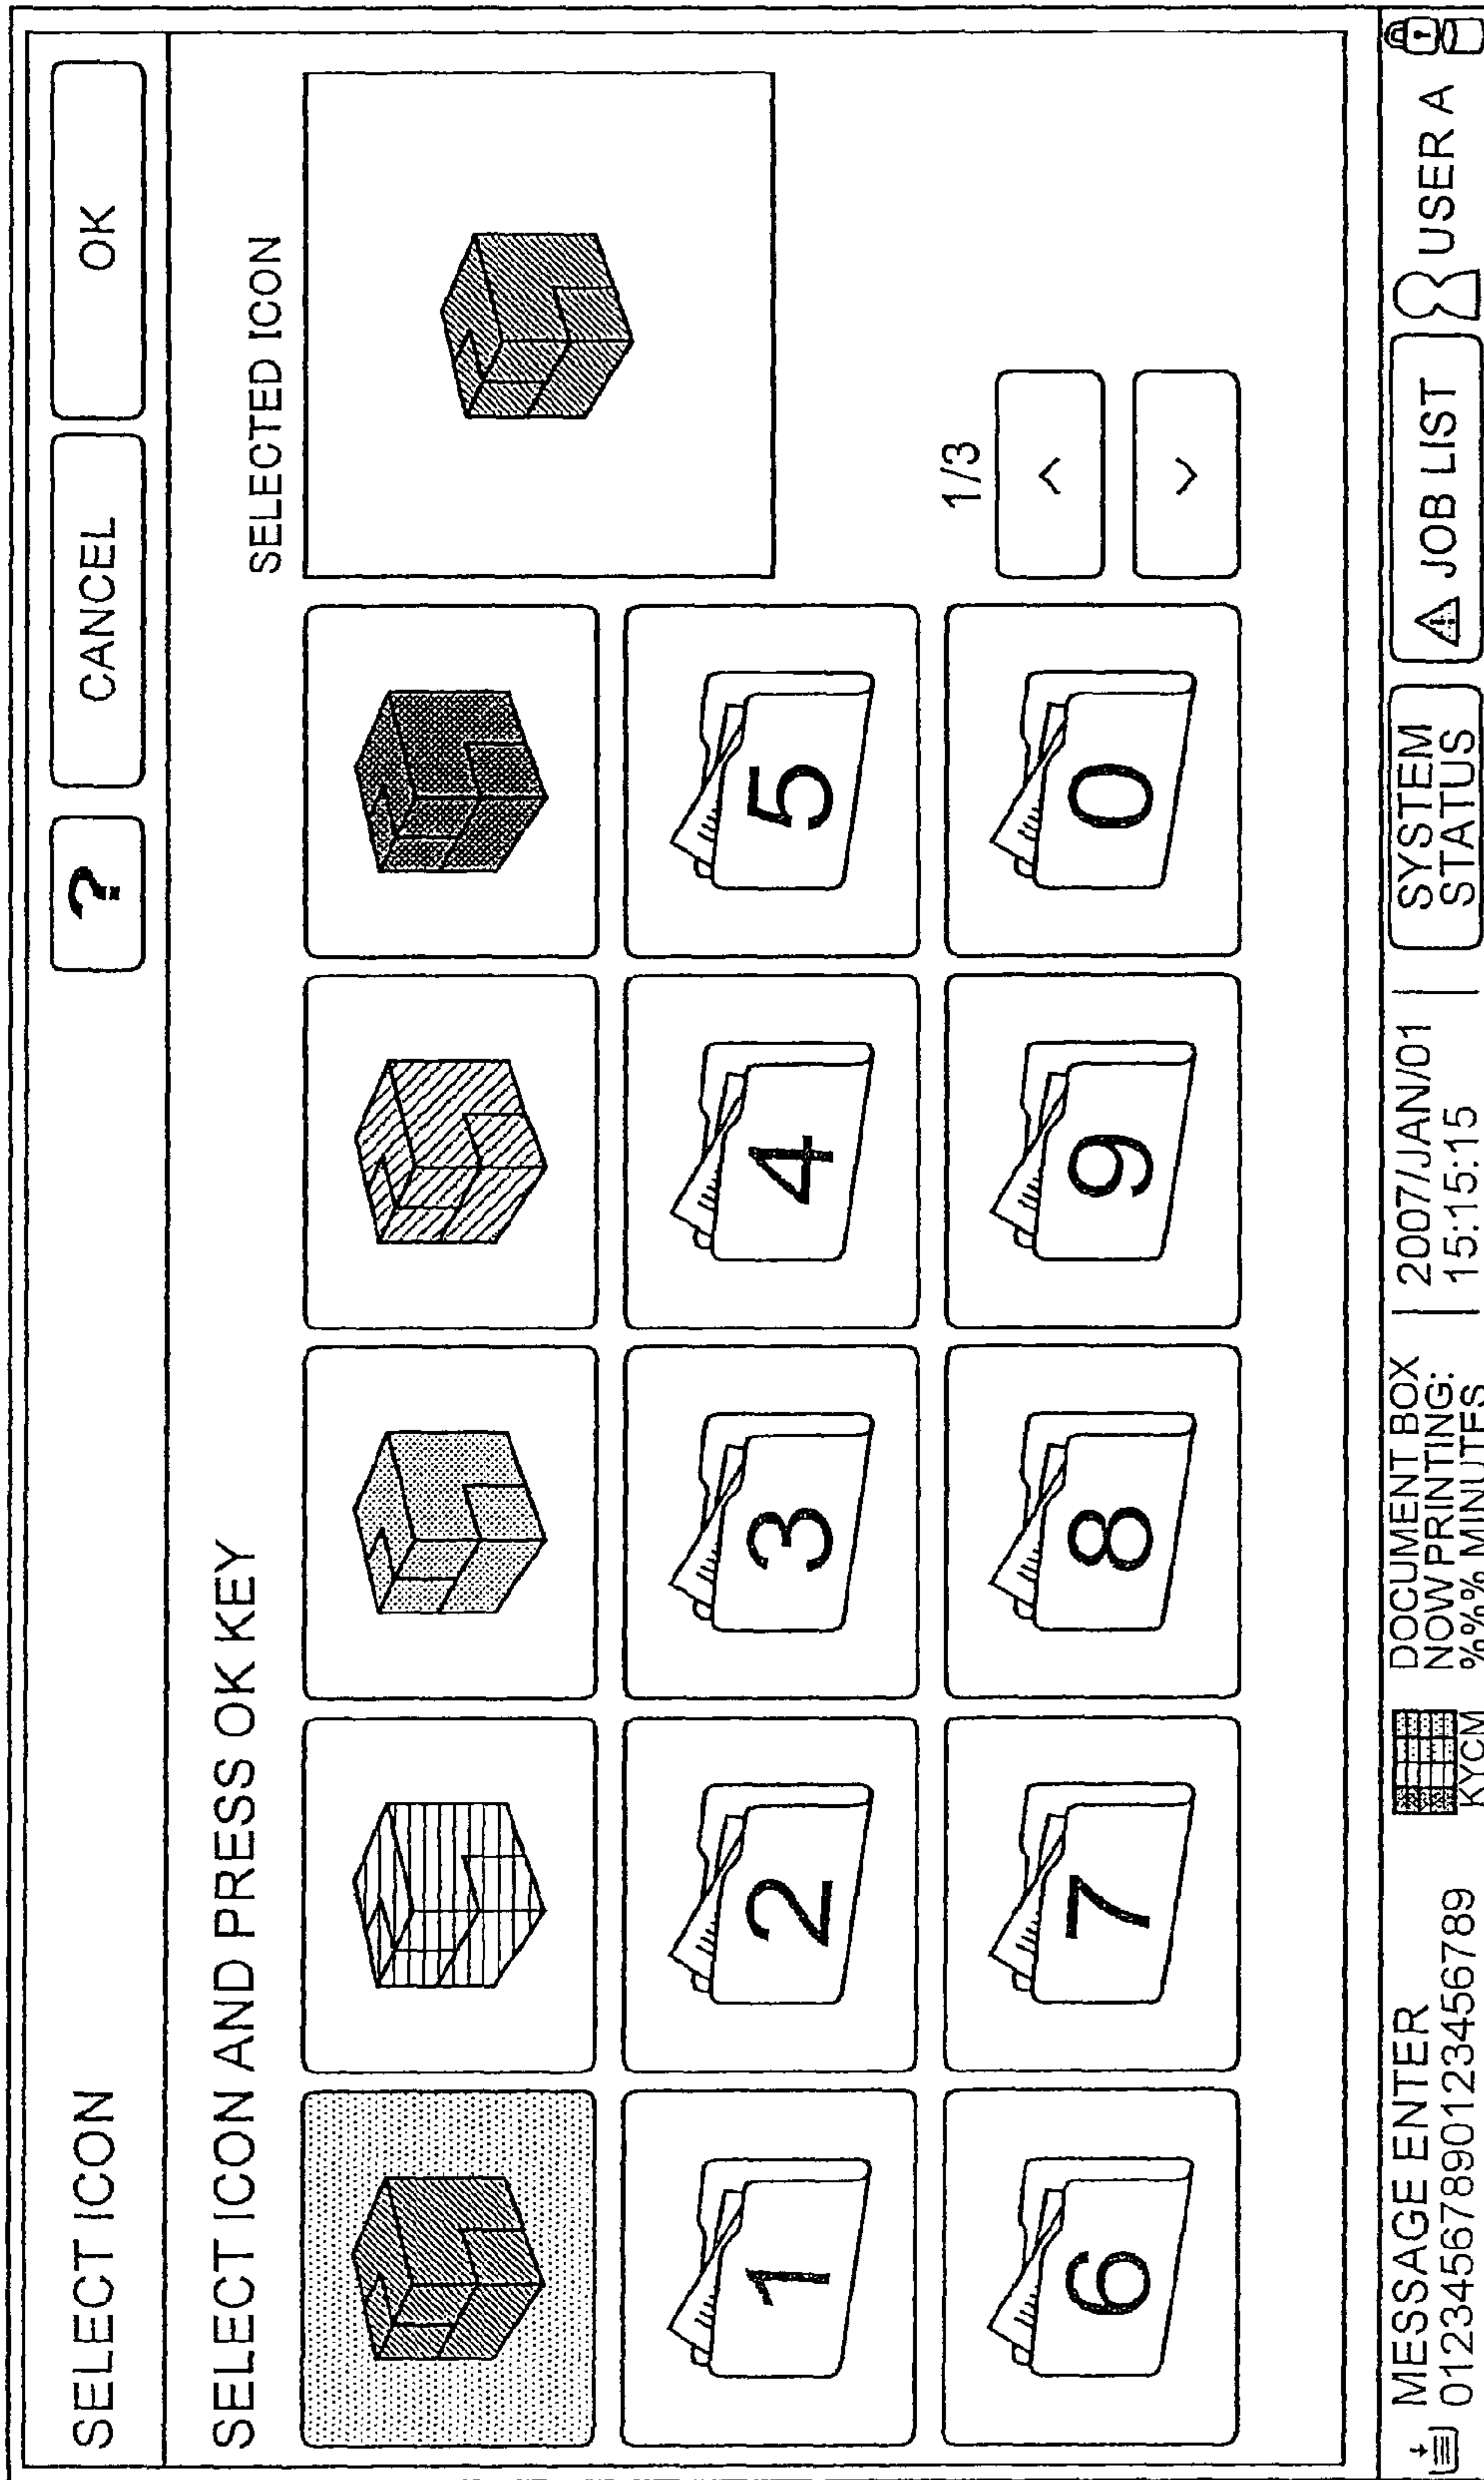 SELECT ICON
?
CANCEL
OK
SELECT ICON AND PRESS OK KEY
SELECTED ICON
1
2
3
4
5
6
7
8
9
0
1/3
MESSAGE ENTER
01234567890123456789
KYCM
DOCUMENT BOX
NOW PRINTING:
%%% MINUTES
2007/JAN/01
15:15:15
SYSTEM
STATUS
JOB LIST
USER A